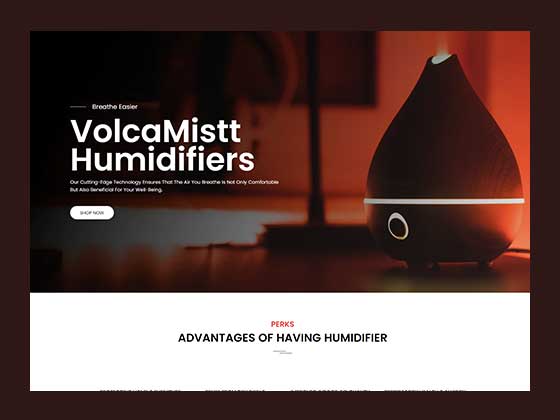 Breathe Easier
VolcaMistt
Humidifiers
Our Cutting-Edge Technology Ensures That The Air You Breathe Is Not Only Comfortable
But Also Beneficial For Your Well-Being.
SHOP NOW
PERKS
ADVANTAGES OF HAVING HUMIDIFIER